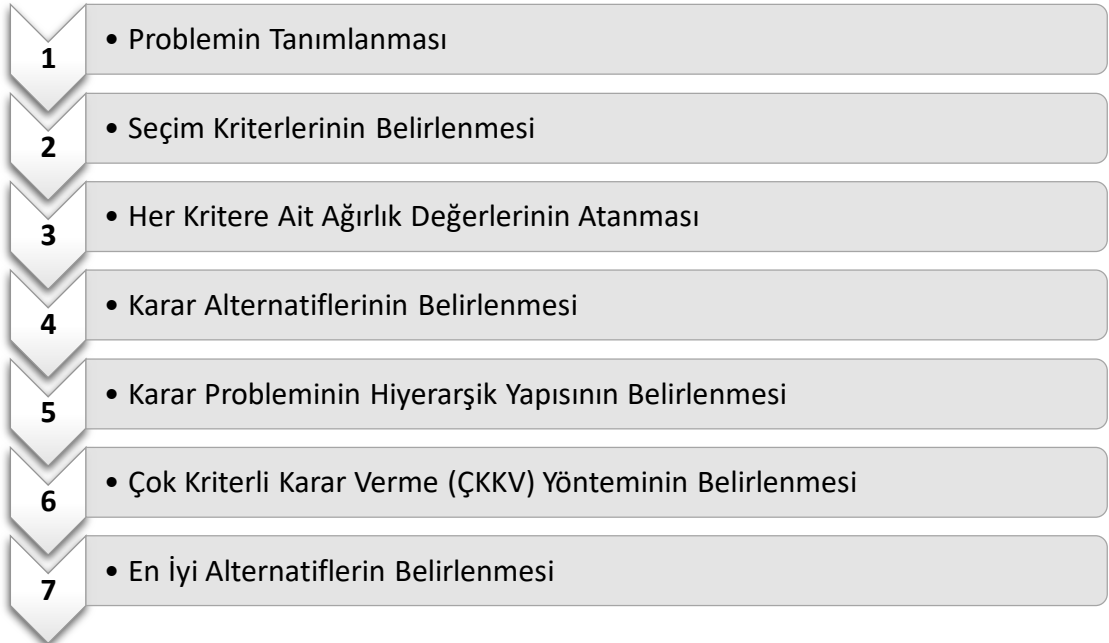 1
• Problemin Tanımlanması
2
• Seçim Kriterlerinin Belirlenmesi
3
• Her Kritere Ait Ağırlık Değerlerinin Atanması
4
• Karar Alternatiflerinin Belirlenmesi
5
• Karar Probleminin Hiyerarşik Yapısının Belirlenmesi
6
• Çok Kriterli Karar Verme (ÇKKV) Yönteminin Belirlenmesi
7
• En İyi Alternatiflerin Belirlenmesi